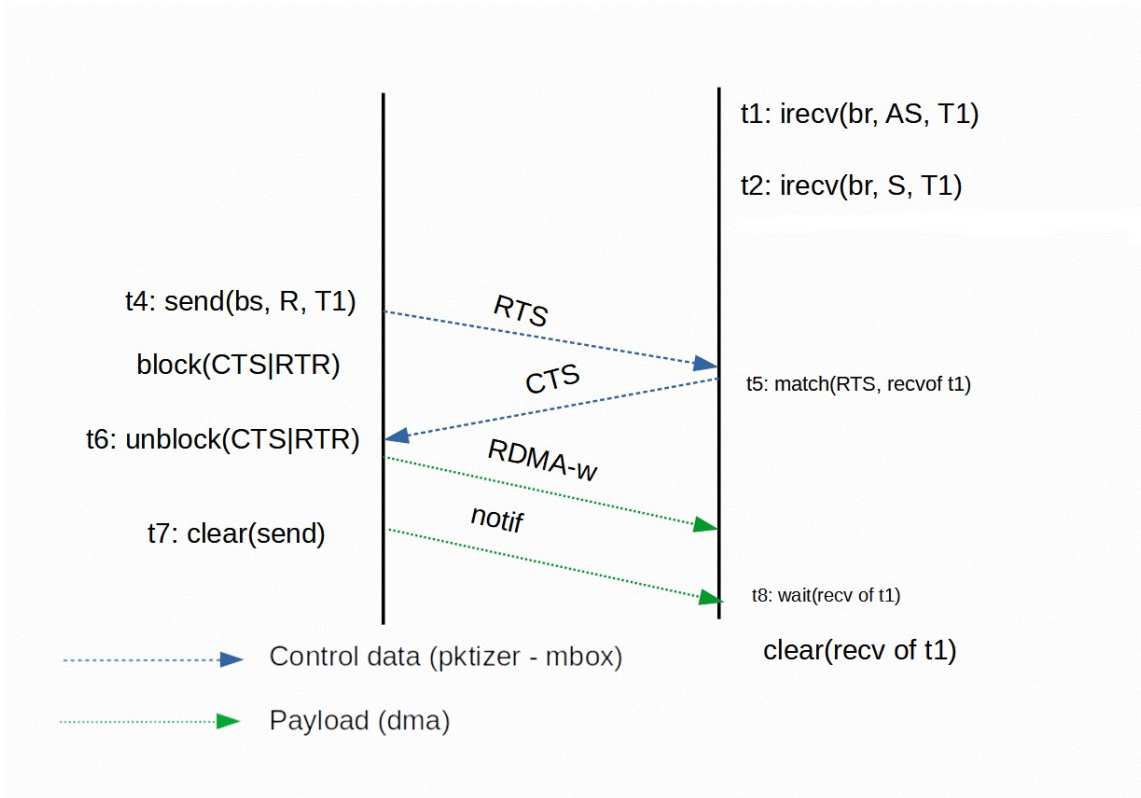 t1: irecv(br, AS, T1)
t2: irecv(br, S, T1)
t4: send(bs, R, T1)
RTS
block(CTS|RTR)
CTS
t5: match(RTS, recvof t1)
t6: unblock(CTS|RTR)
RDMA-w
t7: clear(send)
notif
t8: wait(recv of t1)
clear(recv of t1)
Control data (pktizer - mbox)
Payload (dma)